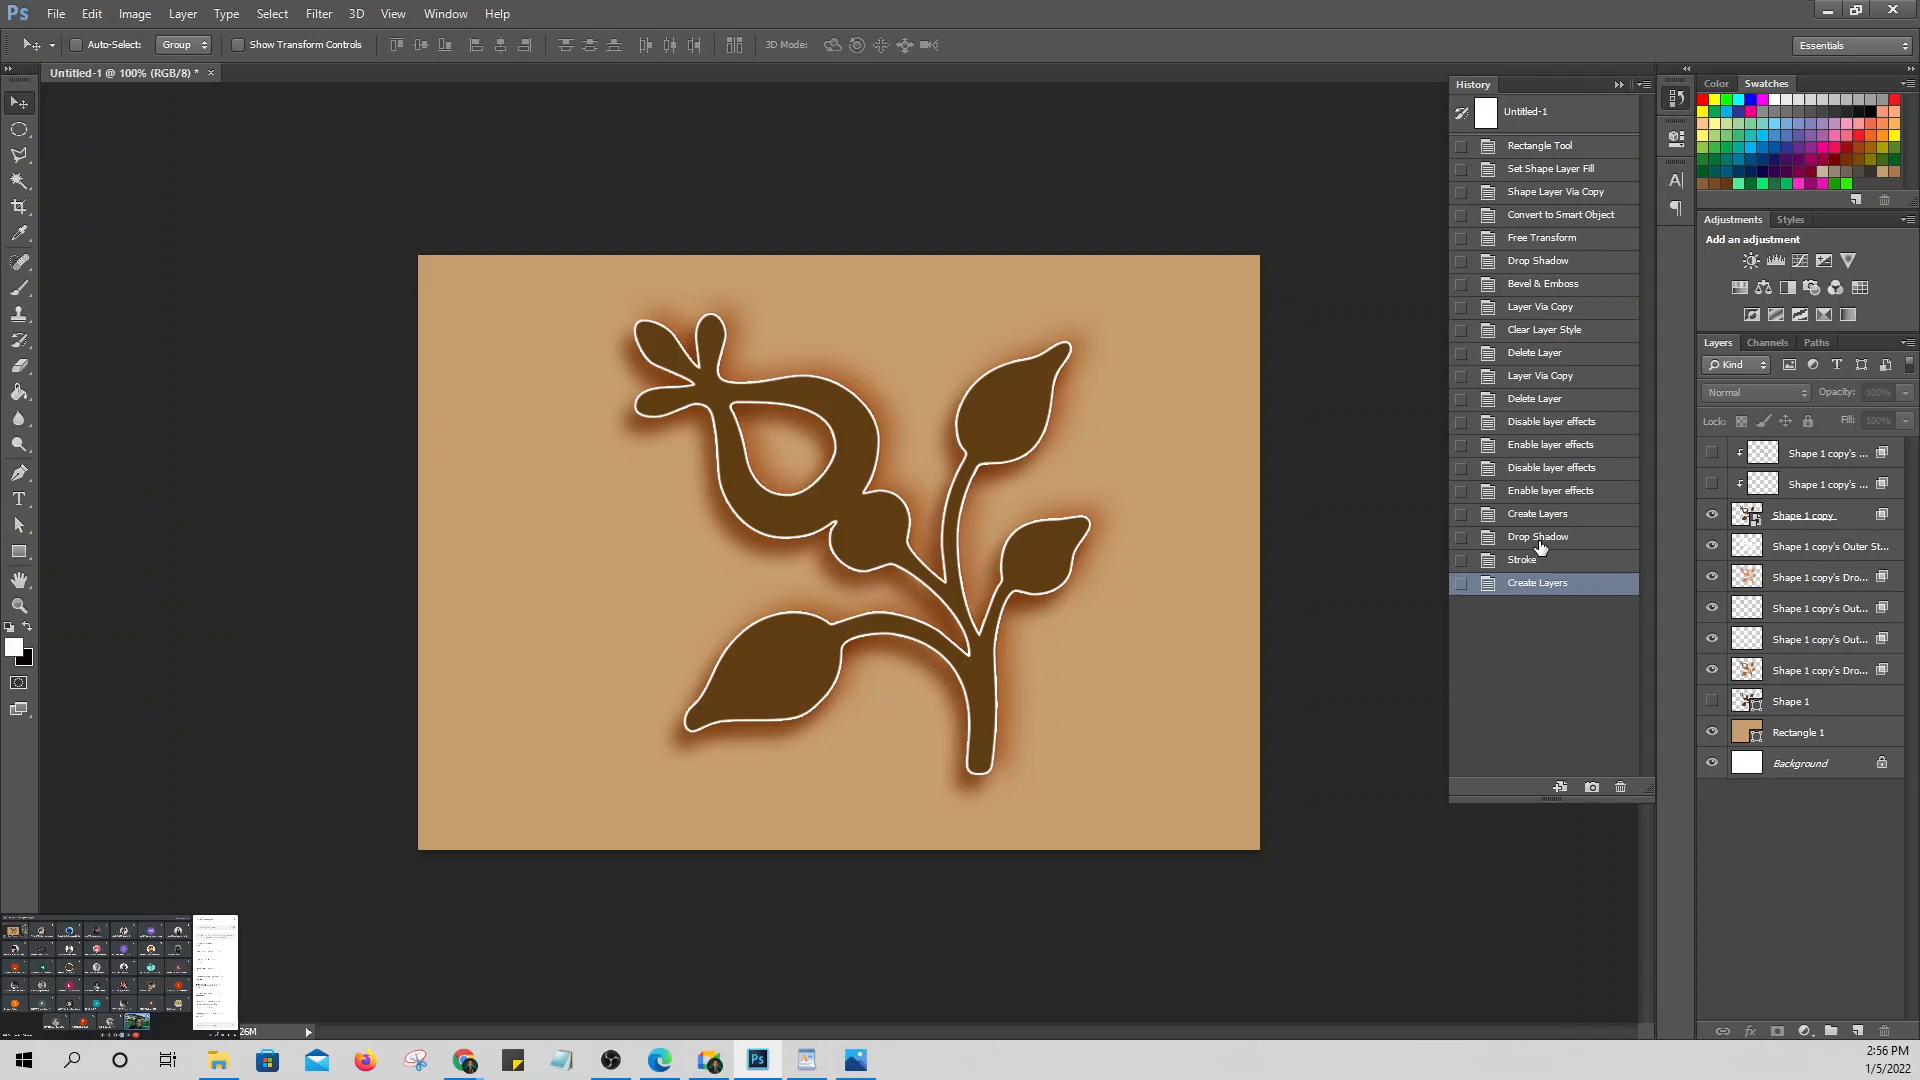 Ps File Edit Image Layer Type Select Filter 3D View Window Help
Auto-Select: Group Show Transform Controls 3D Mode: Essentials
Untitled-1 @ 100% (RGB/8) * ×
History
Untitled-1
Rectangle Tool
Set Shape Layer Fill
Shape Layer Via Copy
Convert to Smart Object
Free Transform
Drop Shadow
Bevel & Emboss
Layer Via Copy
Clear Layer Style
Delete Layer
Layer Via Copy
Delete Layer
Disable layer effects
Enable layer effects
Disable layer effects
Enable layer effects
Create Layers
Drop Shadow
Stroke
Create Layers
Color Swatches
Adjustments Styles
Add an adjustment
Layers Channels Paths
Kind
Normal Opacity: 100%
Lock: Fill: 100%
Shape 1 copy's ...
Shape 1 copy's ...
Shape 1 copy
Shape 1 copy's Outer St...
Shape 1 copy's Dro...
Shape 1 copy's Out...
Shape 1 copy's Out...
Shape 1 copy's Dro...
Shape 1
Rectangle 1
Background
26M
Ps
2:56 PM
1/5/2022